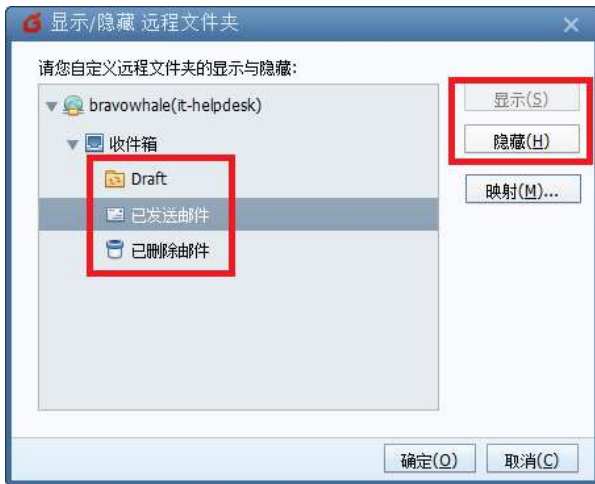 显示/隐藏 远程文件夹
请您自定义远程文件夹的显示与隐藏:
bravowhale(it-helpdesk)
收件箱
Draft
已发送邮件
已删除邮件
显示(S)
隐藏(H)
映射(M)...
确定(O)
取消(C)